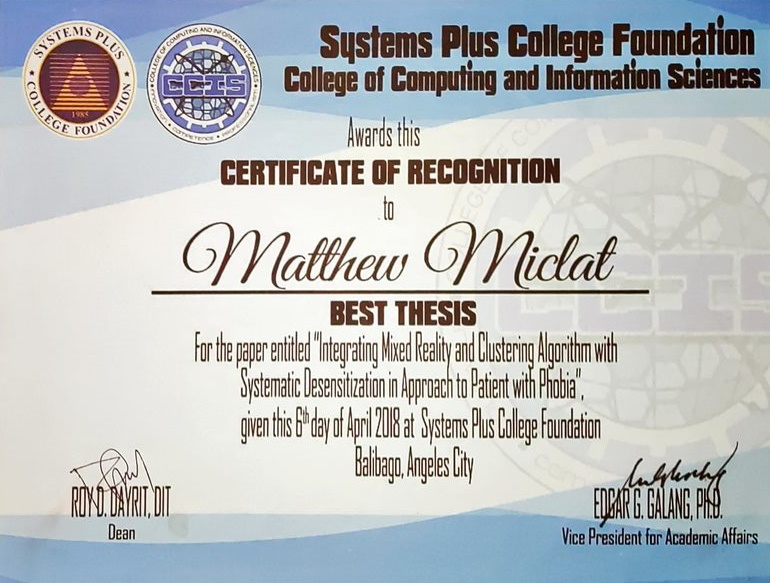 SYSTEMS PLUS
COLLEGE FOUNDATION
1985
COLLEGE OF COMPUTING AND INFORMATION SCIENCES
CCIS
COMPETENCE
Systems Plus College Foundation
College of Computing and Information Sciences
Awards this
CERTIFICATE OF RECOGNITION
to
Matthew Miclat
BEST THESIS
For the paper entitled "Integrating Mixed Reality and Clustering Algorithm with
Systematic Desensitization in Approach to Patient with Phobia",
given this 6th day of April 2018 at Systems Plus College Foundation
Balibago, Angeles City
ROY D. DAYRIT, DIT
Dean
EDGAR G. GALANG, PH.D.
Vice President for Academic Affairs